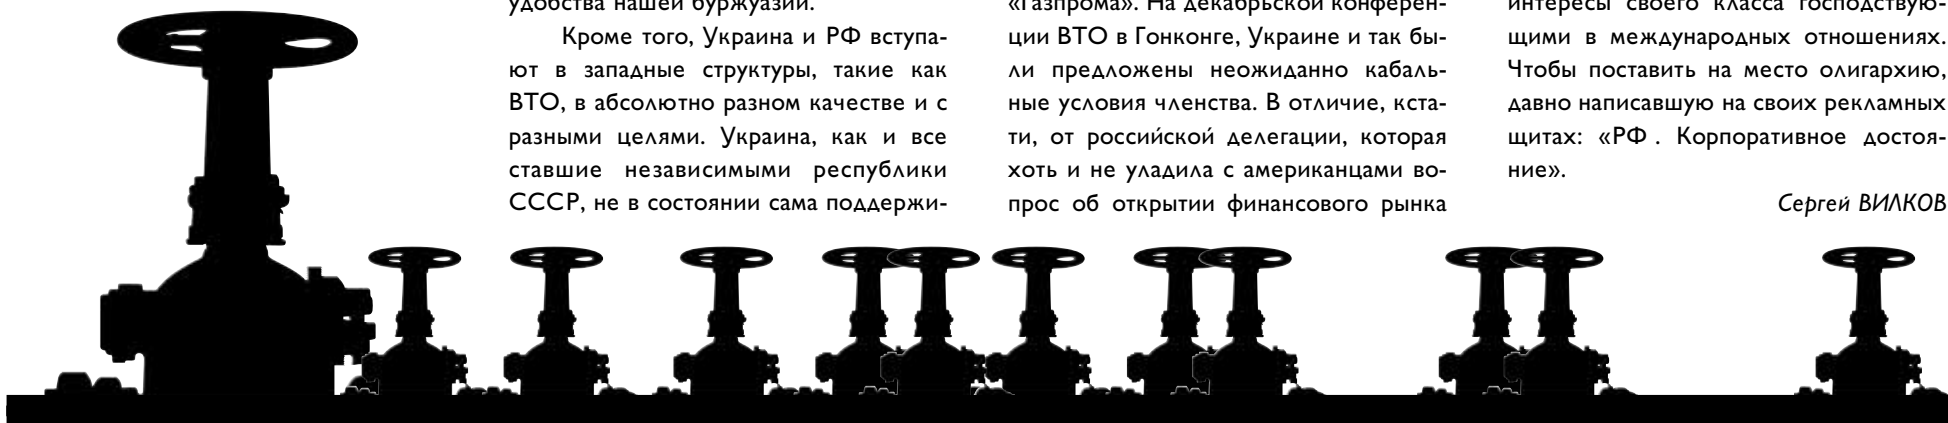 удобства нашей буржуазии.
Кроме того, Украина и РФ вступа-
ют в западные структуры, такие как
ВТО, в абсолютно разном качестве и с
разными целями. Украина, как и все
ставшие независимыми республики
СССР, не в состоянии сама поддержи-
«Газпрома». На декабрьской конферен-
ции ВТО в Гонконге, Украине и так бы-
ли предложены неожиданно кабаль-
ные условия членства. В отличие, кста-
ти, от российской делегации, которая
хоть и не уладила с американцами во-
прос об открытии финансового рынка
интересы своего класса господствую-
щими в международных отношениях.
Чтобы поставить на место олигархию,
давно написавшую на своих рекламных
щитах: «РФ . Корпоративное достоя-
ние».
Сергей ВИЛКОВ